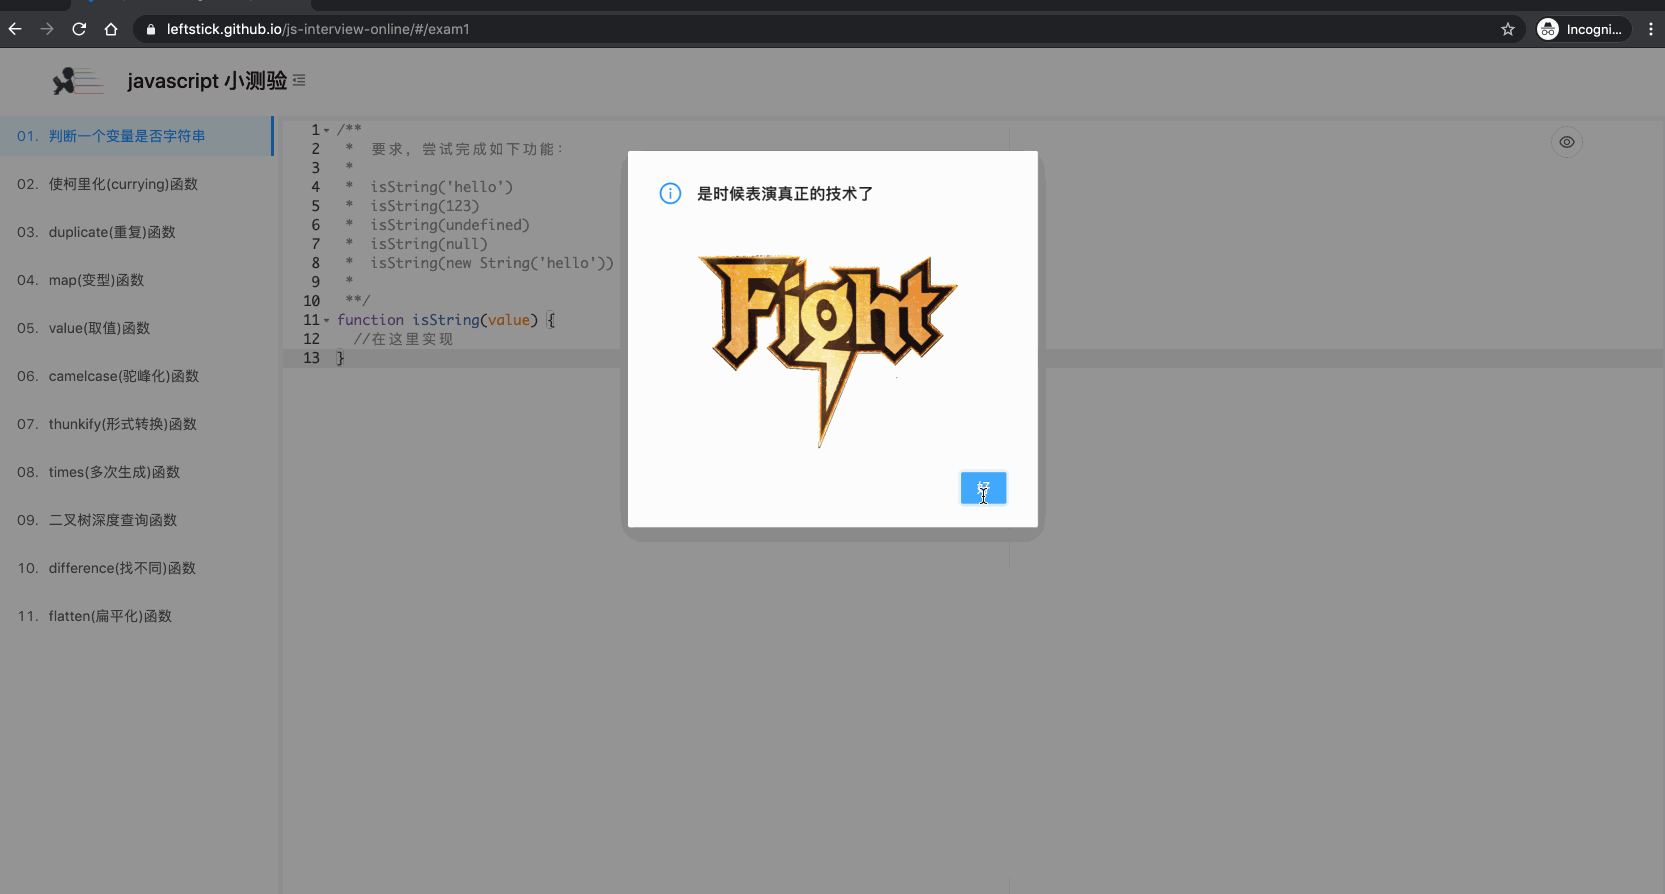 leftstick.github.io/js-interview-online/#/exam1
Incogni...
javascript 小测验
01. 判断一个变量是否字符串
02. 使柯里化(currying)函数
03. duplicate(重复)函数
04. map(变型)函数
05. value(取值)函数
06. camelcase(驼峰化)函数
07. thunkify(形式转换)函数
08. times(多次生成)函数
09. 二叉树深度查询函数
10. difference(找不同)函数
11. flatten(扁平化)函数
1 /**
2 * 要求，尝试完成如下功能：
3 *
4 * isString('hello')
5 * isString(123)
6 * isString(undefined)
7 * isString(null)
8 * isString(new String('hello'))
9 *
10 **/
11 function isString(value) {
12 //在这里实现
13 }
是时候表演真正的技术了
Fight
好